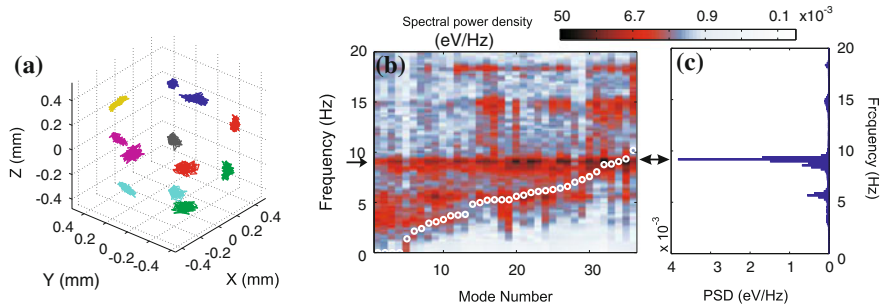 Spectral power density
(eV/Hz)
50
6.7
0.9
0.1
x 10⁻³
(a)
(b)
(c)
Z (mm)
0.4
0.2
0
-0.2
-0.4
Y (mm)
0.4
0.2
0
-0.2
-0.4
X (mm)
0.4
0.2
0
-0.2
-0.4
Frequency (Hz)
20
15
10
5
0
10
20
30
Mode Number
Frequency (Hz)
20
15
10
5
0
x 10⁻³
4
3
2
1
0
PSD (eV/Hz)